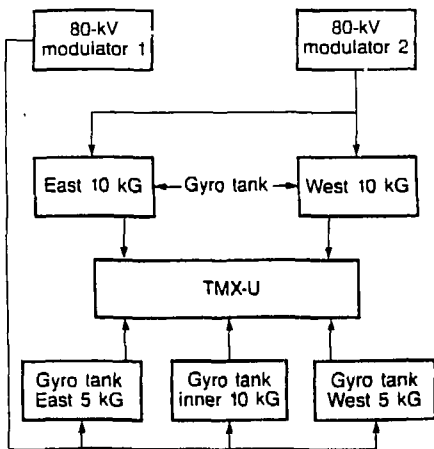 80-kV
modulator 1
80-kV
modulator 2
East 10 kG
Gyro tank
West 10 kG
TMX-U
Gyro tank
East 5 kG
Gyro tank
inner 10 kG
Gyro tank
West 5 kG